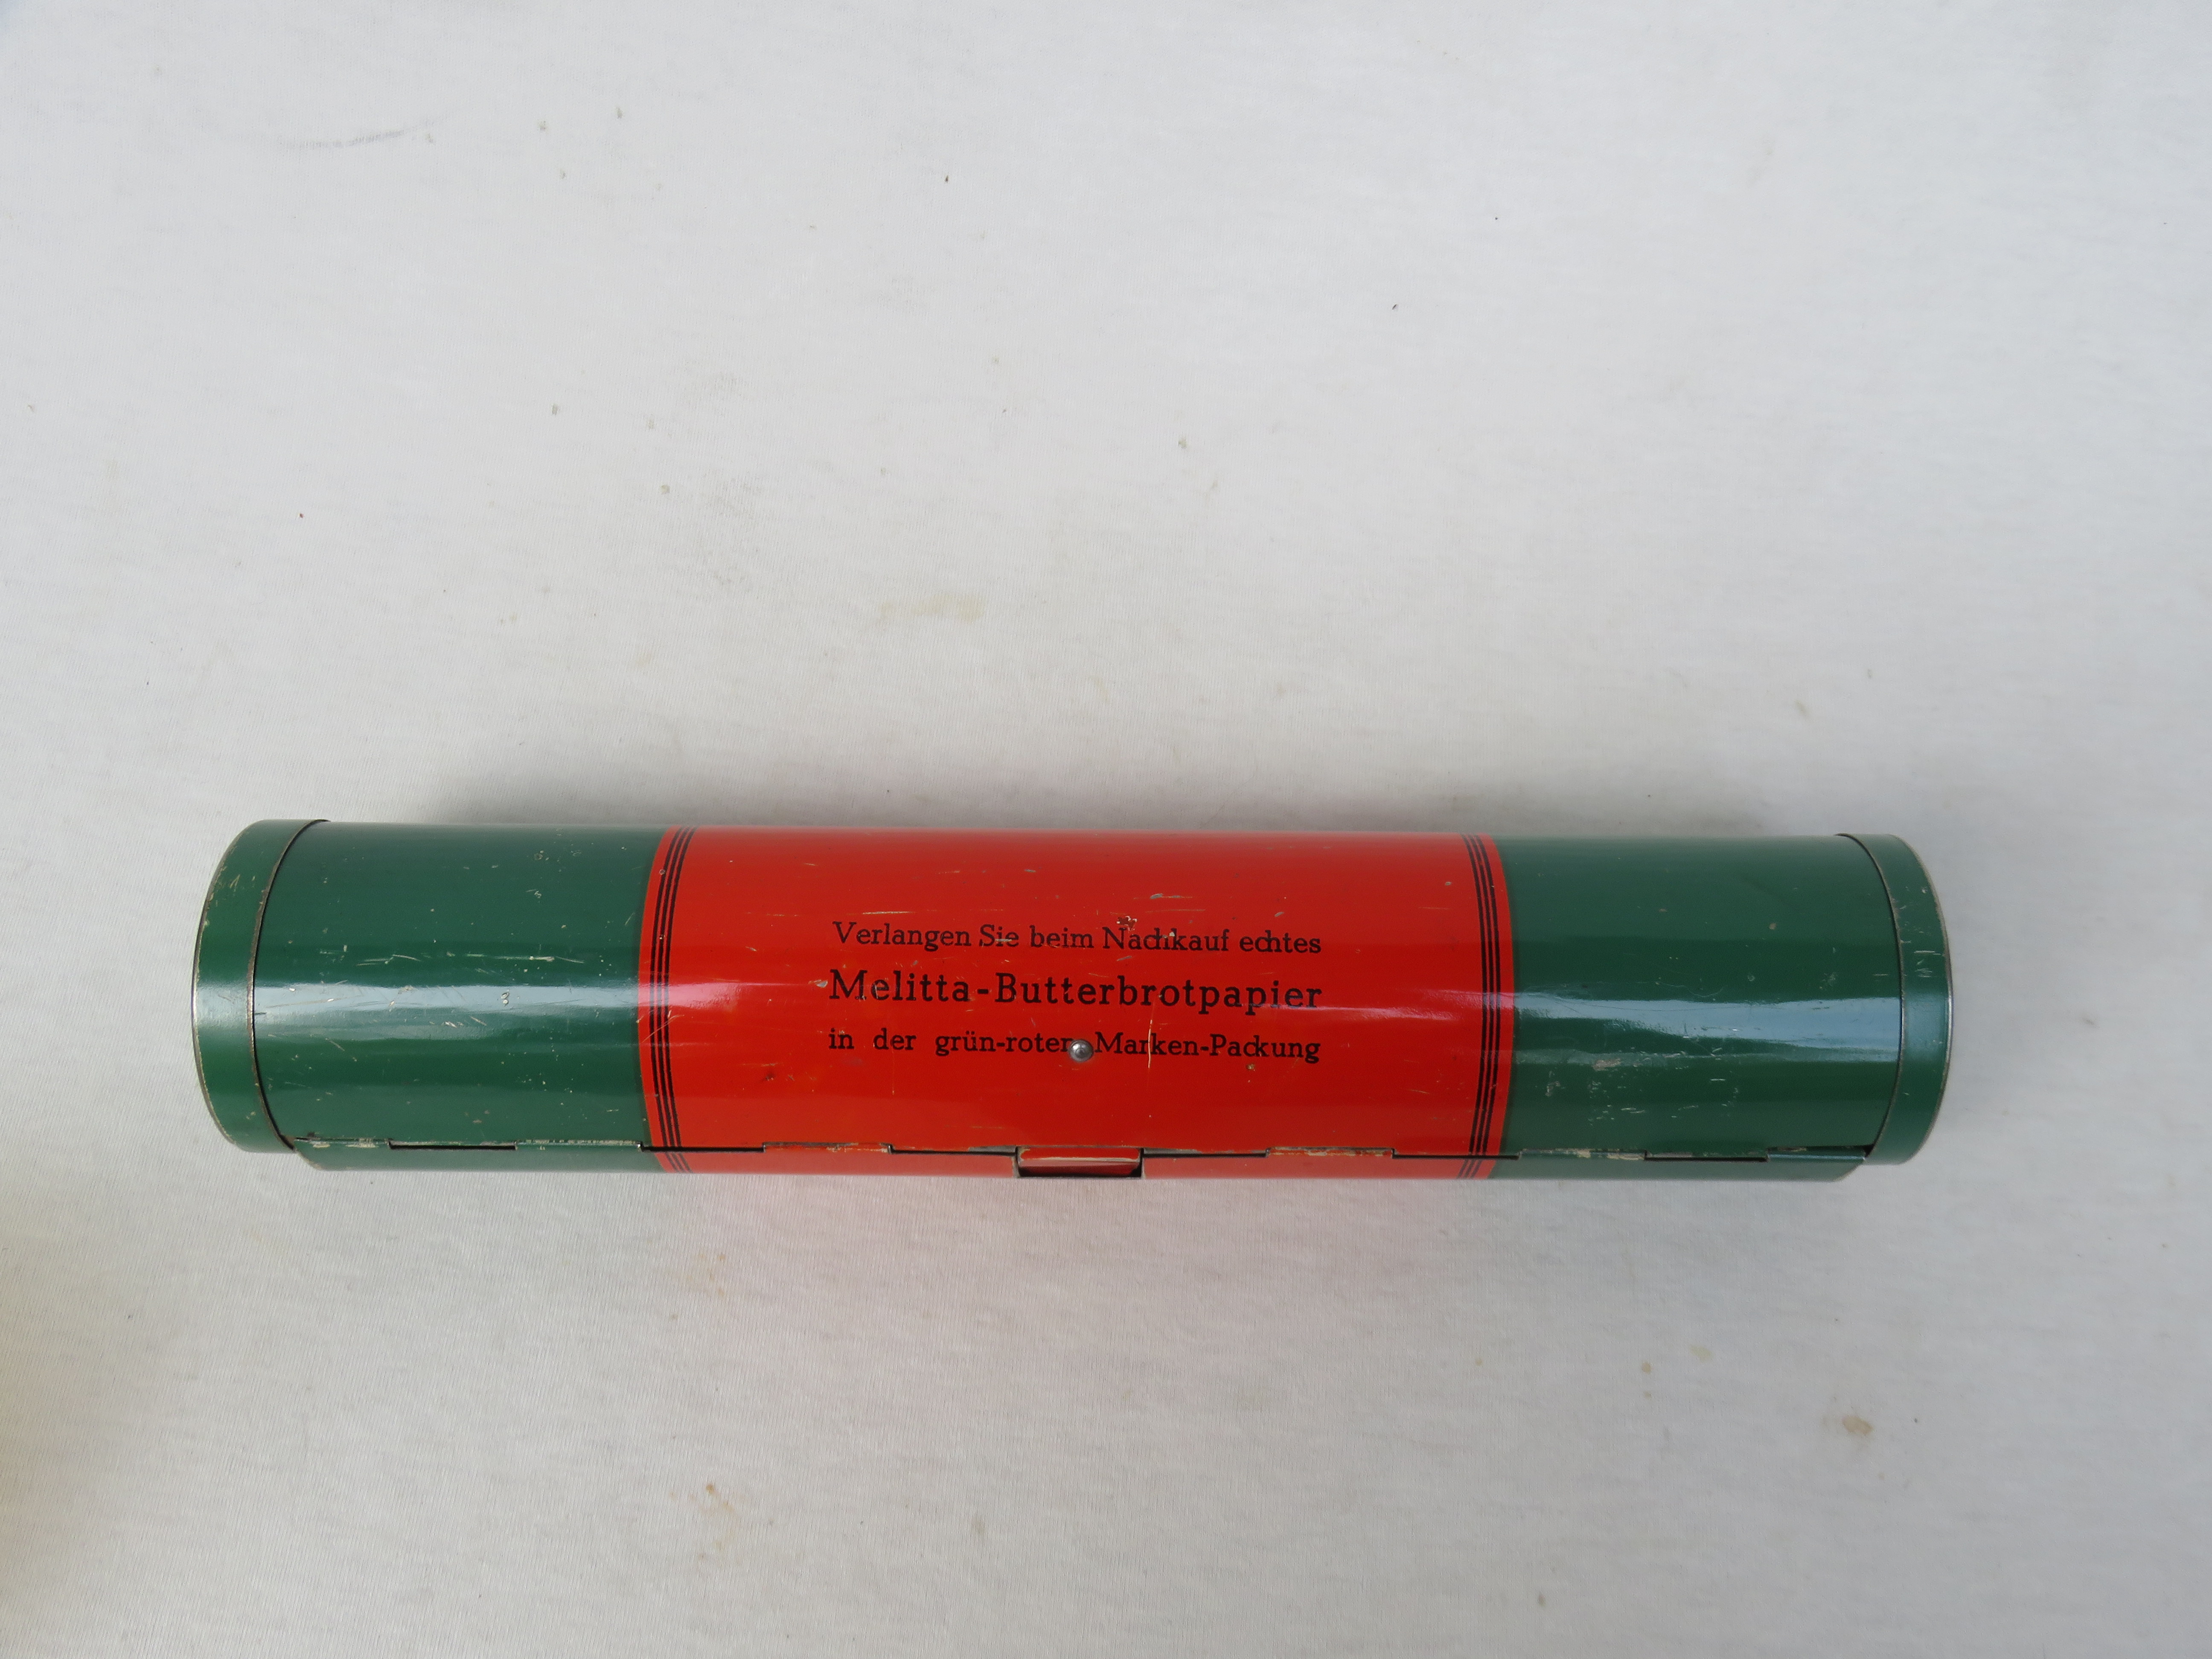 Verlangen Sie beim Nachkauf echtes
Melitta-Butterbrotpapier
in der grün-roten Marken-Packung